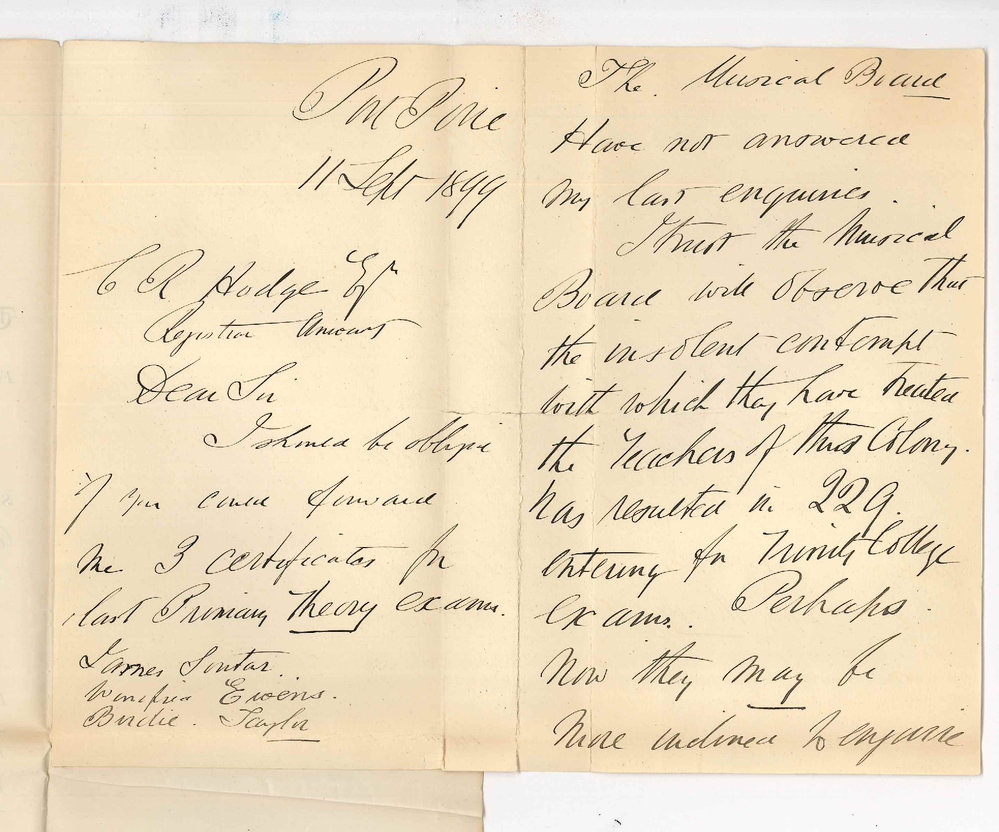 Port Pirie
11 Sept 1899
C R Hodge Esqr
Registrar
Dear Sir
I should be obliged
if you could forward
me 3 certificates for
last Primary Theory exam.
James Soutar.
Winifred Ewens.
Birdie. Taylor
The. Musical Board
Have not answered
my last enquiries.
I trust the Musical
Board will observe that
the insolent contempt
with which they have treated
the Teachers of this Colony.
has resulted in 229.
entering for Trinity College
exams. Perhaps.
now they may be
more inclined to enquire